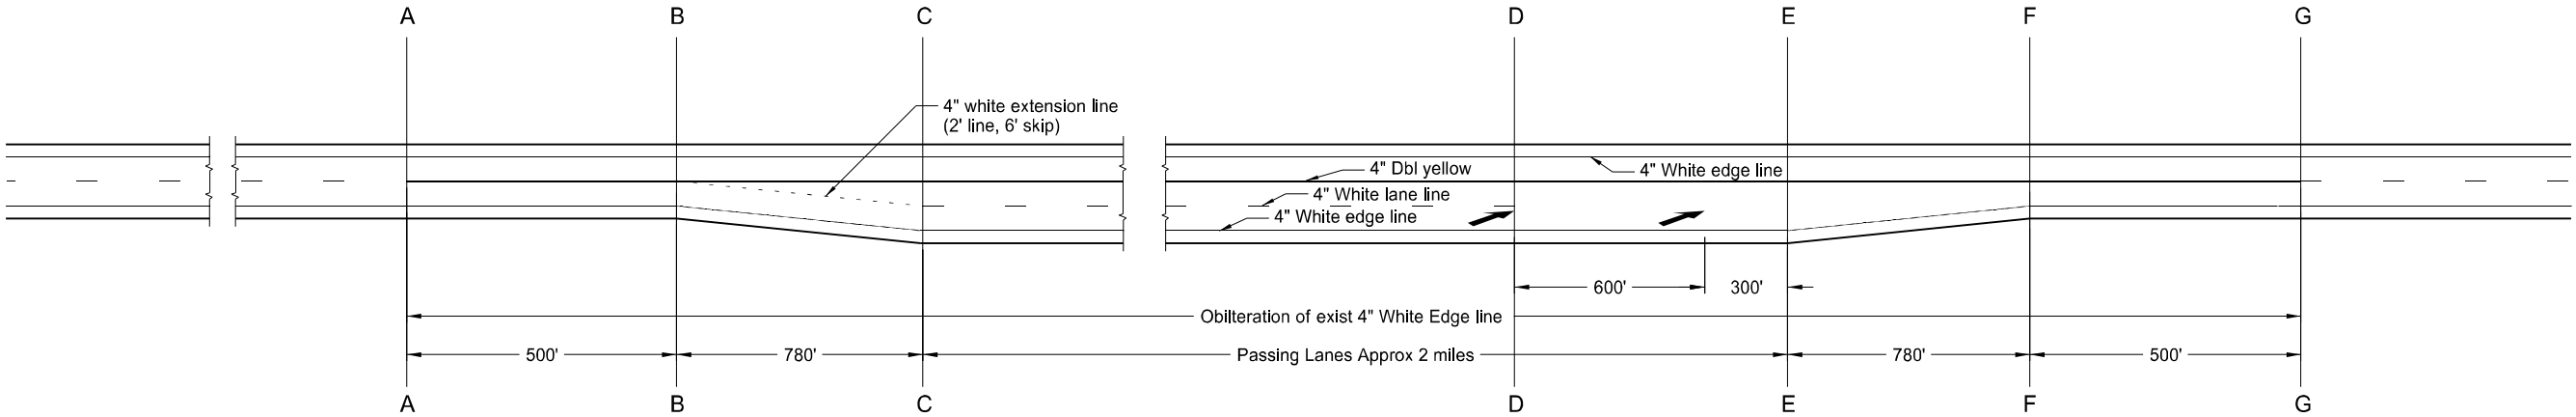 A B C D E F G
4" white extension line
(2' line, 6' skip)
4" Dbl yellow
4" White edge line
4" White lane line
4" White edge line
600' 300'
Obilteration of exist 4" White Edge line
500' 780' Passing Lanes Approx 2 miles 780' 500'
A B C D E F G